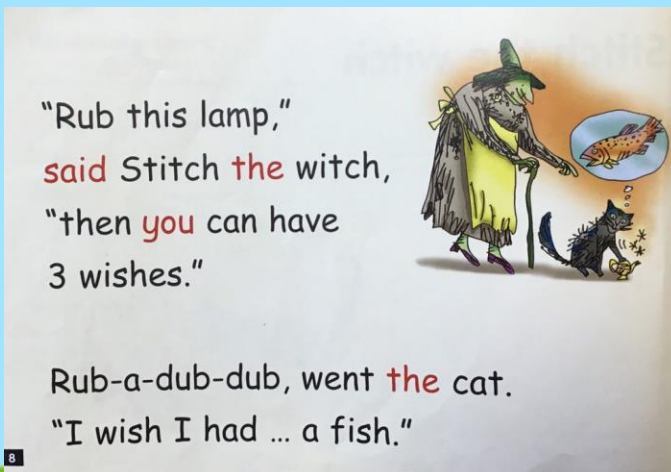 "Rub this lamp,"
said Stitch the witch,
"then you can have
3 wishes."
Rub-a-dub-dub, went the cat.
"I wish I had ... a fish."
8